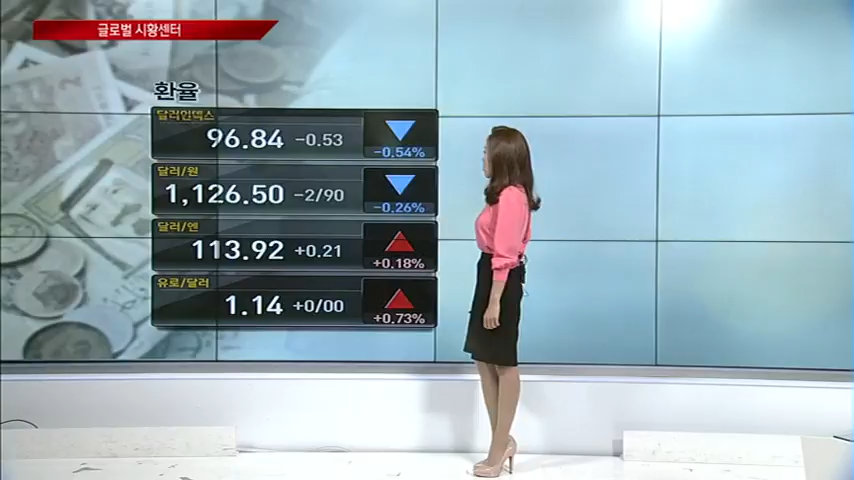 글로벌 시황센터
환율
달러인덱스
96.84 -0.53
-0.54%
달러/원
1,126.50 -2/90
-0.26%
달러/엔
113.92 +0.21
+0.18%
유로/달러
1.14 +0/00
+0.73%